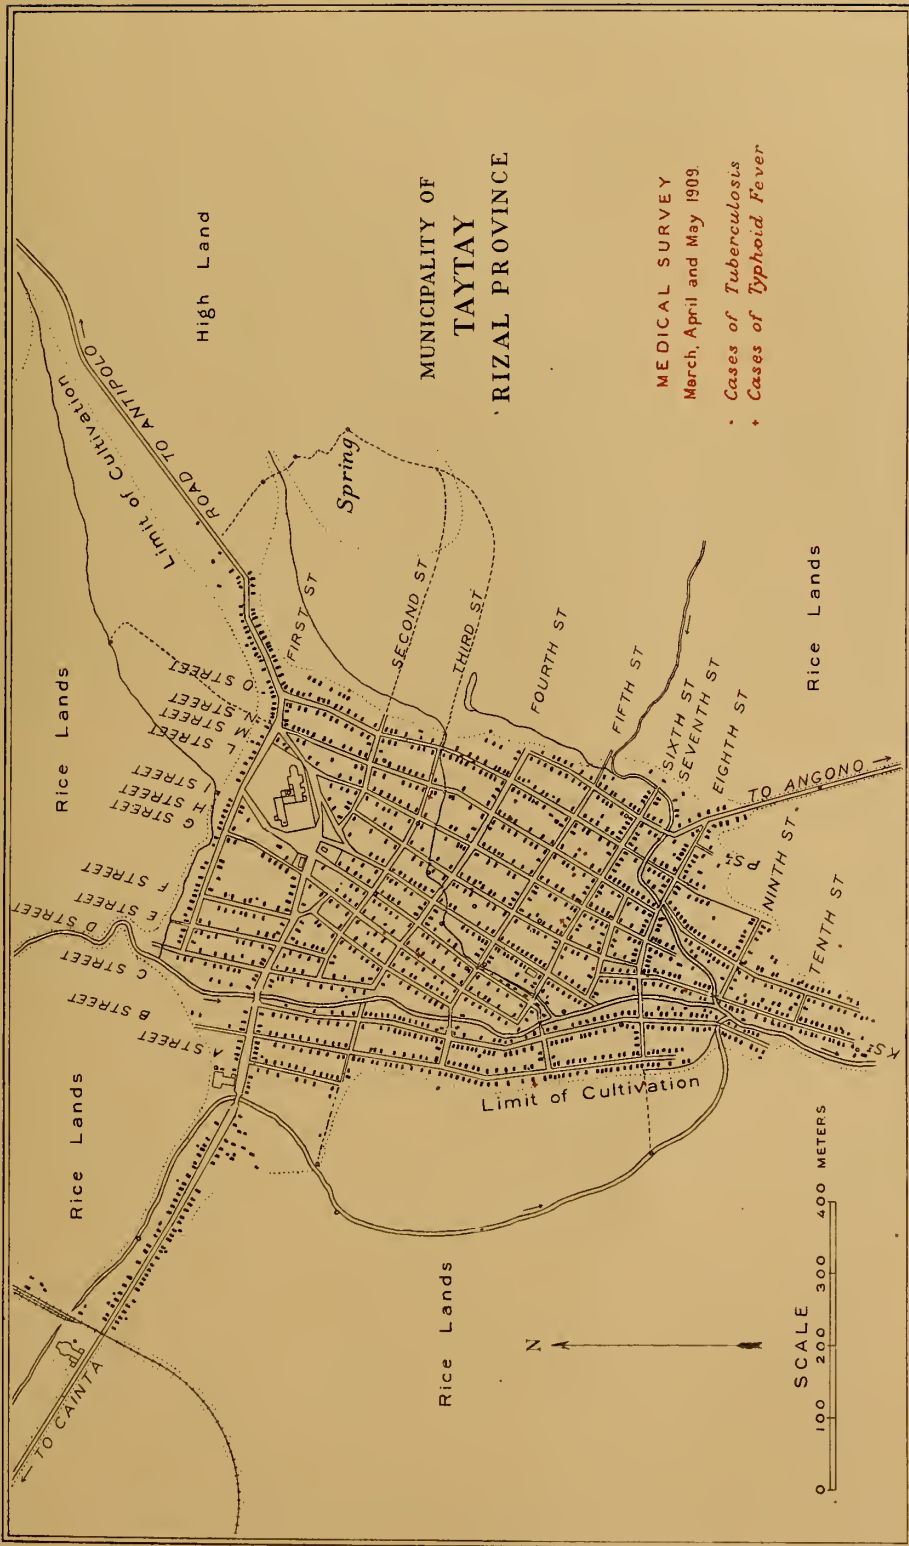 MUNICIPALITY OF
TAYTAY
RIZAL PROVINCE
MEDICAL SURVEY
March, April and May 1909.
• Cases of Tuberculosis
+ Cases of Typhoid Fever
High Land
Rice Lands
Rice Lands
Rice Lands
Rice Lands
Limit of Cultivation
ROAD TO ANTIPOLO
Spring
FIRST ST
SECOND ST
THIRD ST
FOURTH ST
FIFTH ST
SIXTH ST
SEVENTH ST
EIGHTH ST
NINTH ST.
TENTH ST
TO ANGONO
P St.
K St.
O STREET
N STREET
M STREET
L STREET
I STREET
H STREET
G STREET
F STREET
E STREET
D STREET
C STREET
B STREET
A STREET
Limit of Cultivation
TO CAINTA
N
SCALE
0 100 200 300 400 METERS